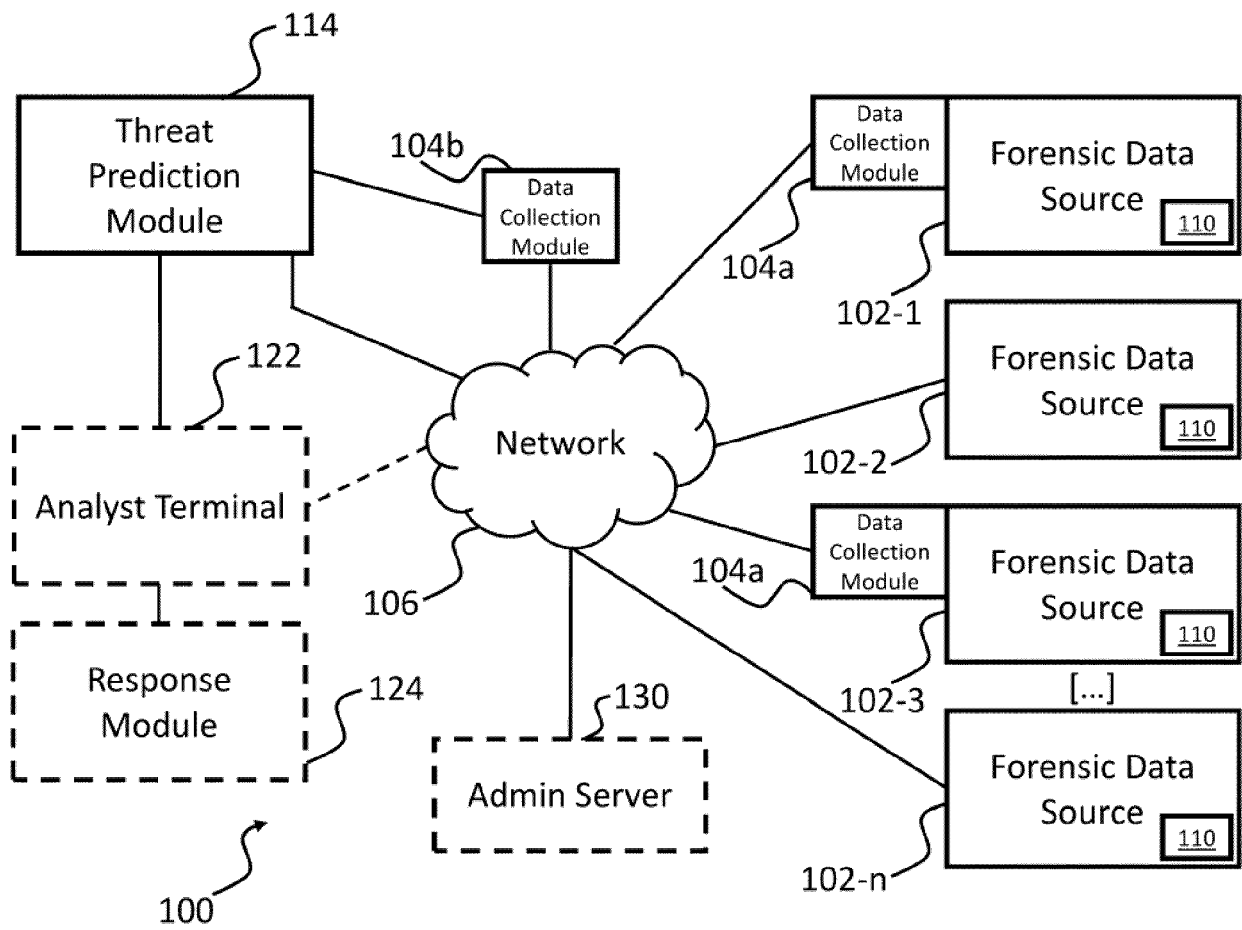 114
Threat
Prediction
Module
104b
Data
Collection
Module
Data
Collection
Module
104a
Forensic Data
Source
110
102-1
122
Analyst Terminal
Network
106
Forensic Data
Source
110
102-2
Data
Collection
Module
104a
Forensic Data
Source
110
102-3
[...]
Response
Module
124
130
Admin Server
Forensic Data
Source
110
102-n
100